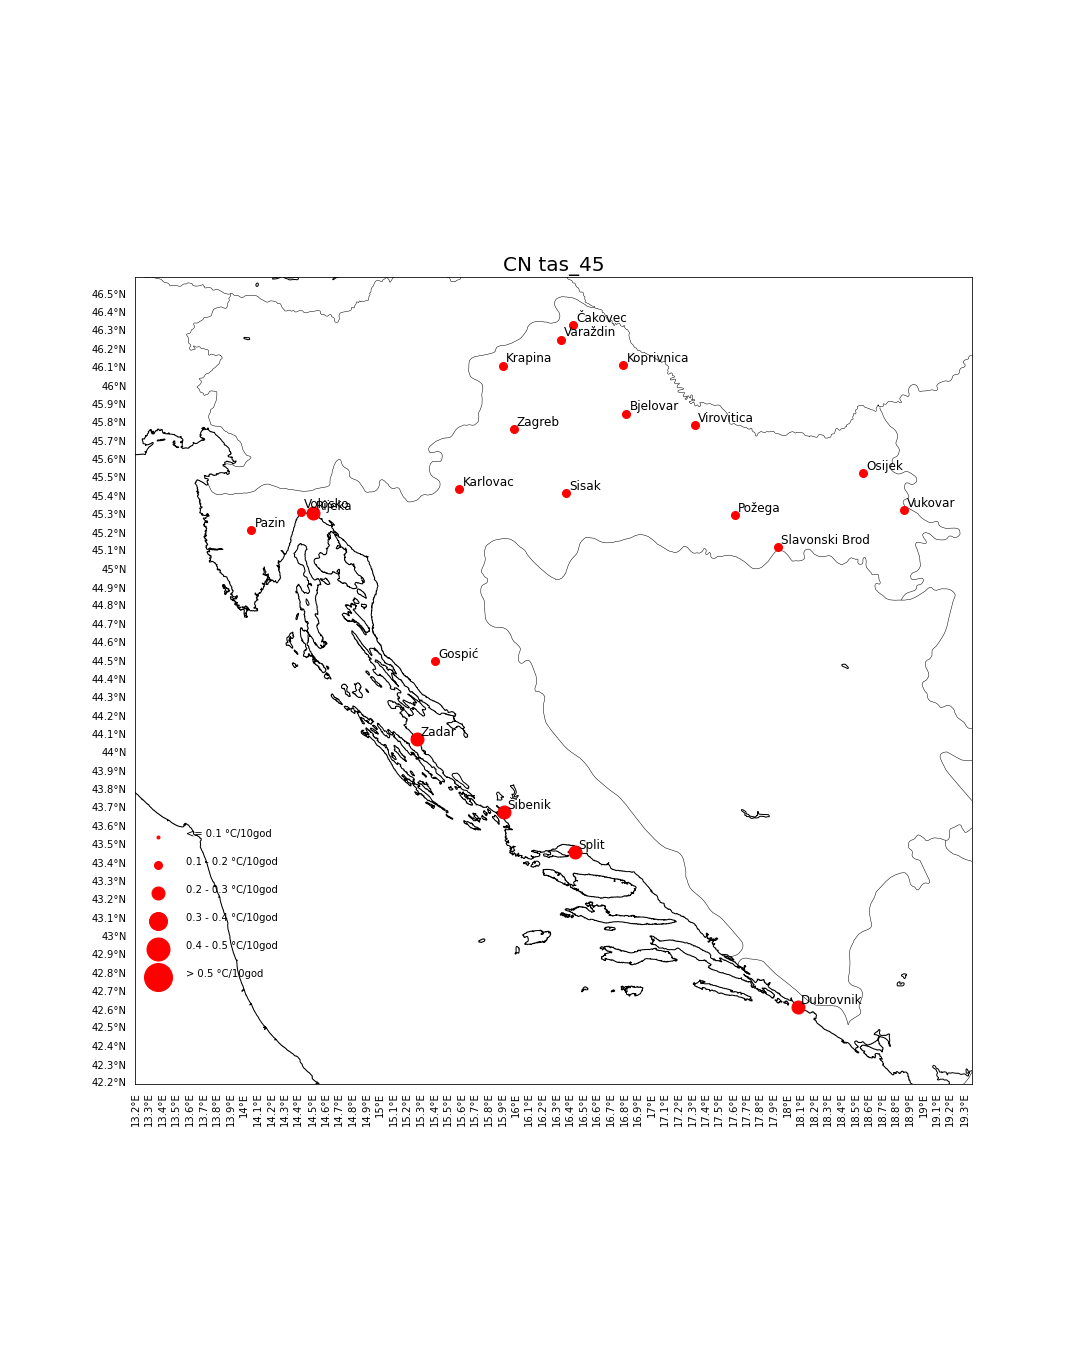 CN tas_45
46.5°N
46.4°N
46.3°N
46.2°N
46.1°N
46°N
45.9°N
45.8°N
45.7°N
45.6°N
45.5°N
45.4°N
45.3°N
45.2°N
45.1°N
45°N
44.9°N
44.8°N
44.7°N
44.6°N
44.5°N
44.4°N
44.3°N
44.2°N
44.1°N
44°N
43.9°N
43.8°N
43.7°N
43.6°N
43.5°N
43.4°N
43.3°N
43.2°N
43.1°N
43°N
42.9°N
42.8°N
42.7°N
42.6°N
42.5°N
42.4°N
42.3°N
42.2°N
Čakovec
Varaždin
Krapina
Koprivnica
Bjelovar
Virovitica
Zagreb
Osijek
Karlovac
Sisak
Volosko
Rijeka
Vukovar
Požega
Pazin
Slavonski Brod
Gospić
Zadar
Šibenik
Split
Dubrovnik
<= 0.1 °C/10god
0.1 - 0.2 °C/10god
0.2 - 0.3 °C/10god
0.3 - 0.4 °C/10god
0.4 - 0.5 °C/10god
> 0.5 °C/10god
13.2°E
13.3°E
13.4°E
13.5°E
13.6°E
13.7°E
13.8°E
13.9°E
14°E
14.1°E
14.2°E
14.3°E
14.4°E
14.5°E
14.6°E
14.7°E
14.8°E
14.9°E
15°E
15.1°E
15.2°E
15.3°E
15.4°E
15.5°E
15.6°E
15.7°E
15.8°E
15.9°E
16°E
16.1°E
16.2°E
16.3°E
16.4°E
16.5°E
16.6°E
16.7°E
16.8°E
16.9°E
17°E
17.1°E
17.2°E
17.3°E
17.4°E
17.5°E
17.6°E
17.7°E
17.8°E
17.9°E
18°E
18.1°E
18.2°E
18.3°E
18.4°E
18.5°E
18.6°E
18.7°E
18.8°E
18.9°E
19°E
19.1°E
19.2°E
19.3°E